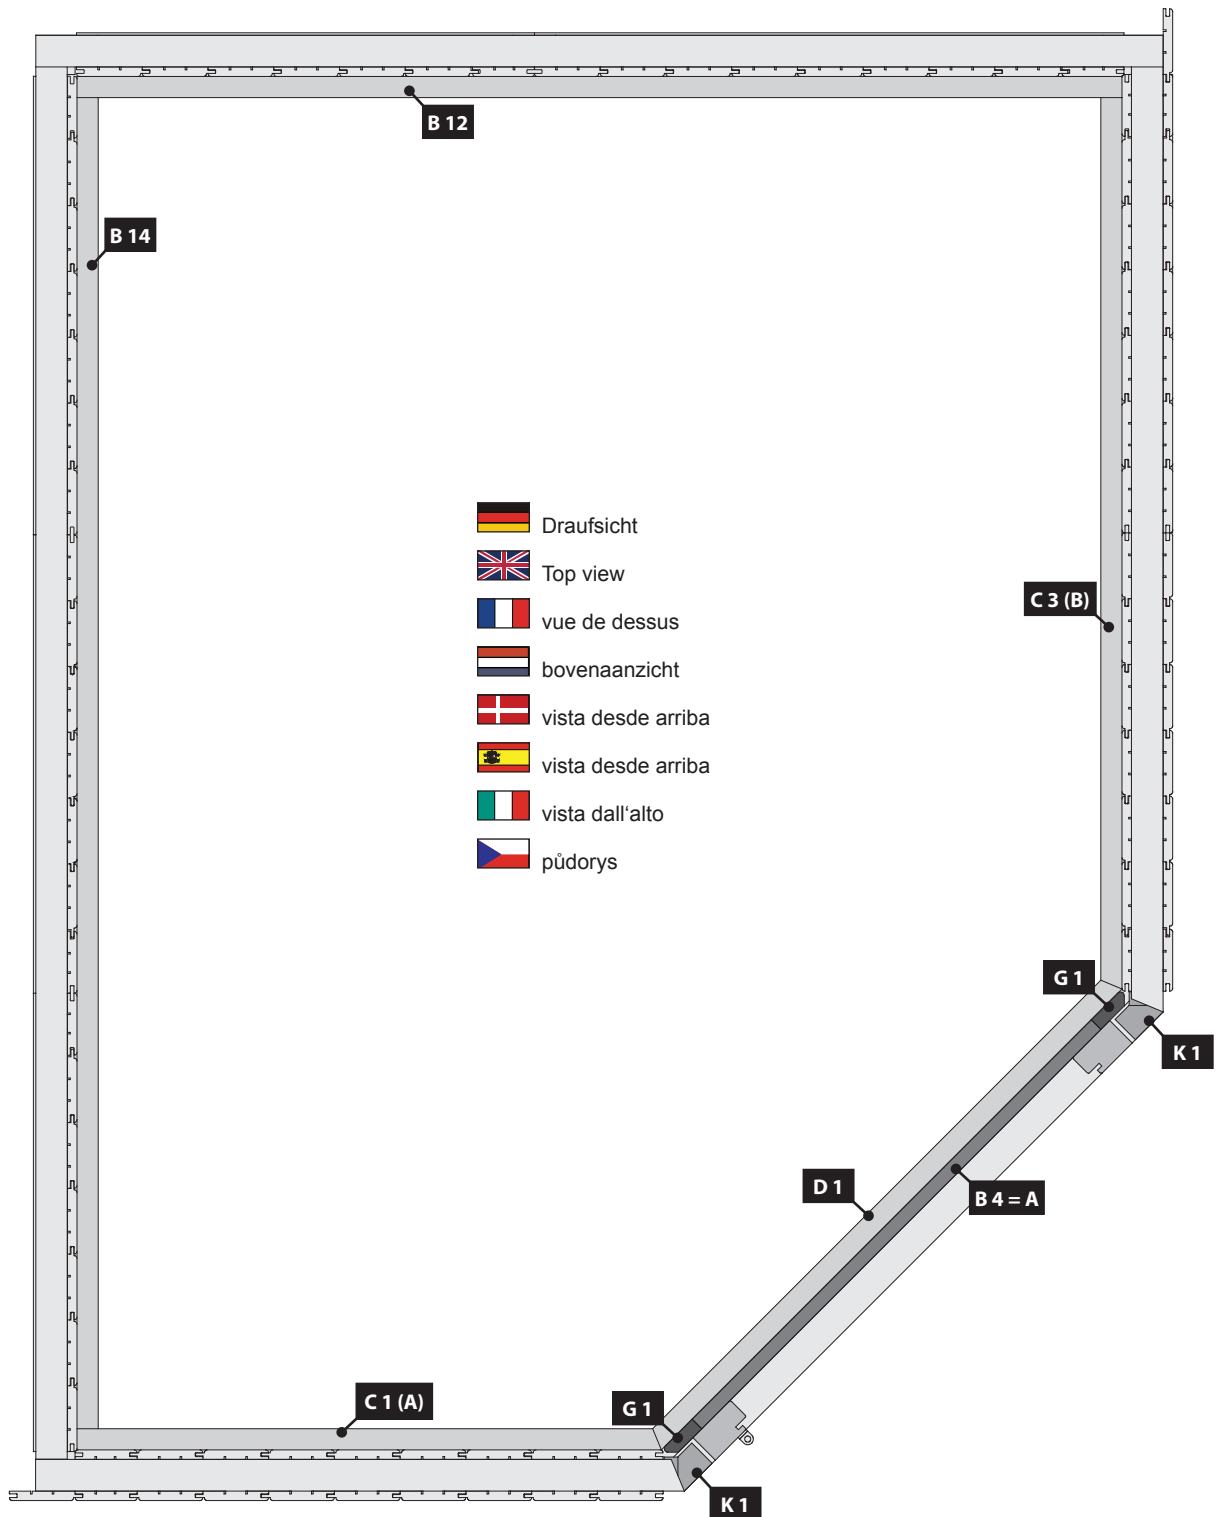 B 12
B 14
Draufsicht
Top view
C 3 (B)
vue de dessus
bovenaanzicht
vista desde arriba
vista desde arriba
vista dall‘alto
půdorys
G 1
K 1
D 1
B 4 = A
C 1 (A)
G 1
K 1